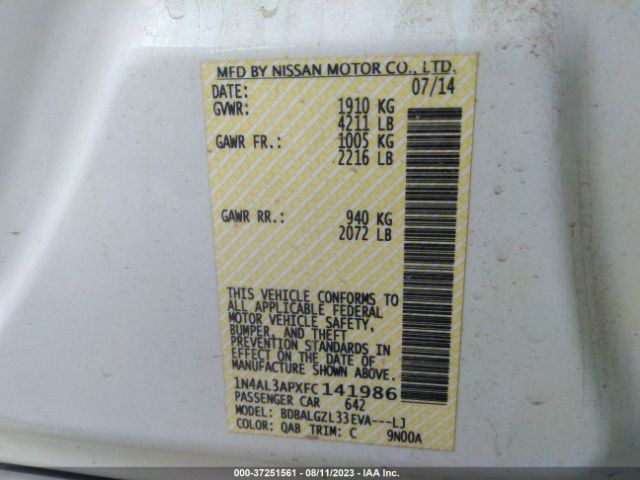 MFD BY NISSAN MOTOR CO., LTD.
DATE: 07/14
GVWR: 1910 KG
4211 LB
GAWR FR.: 1005 KG
2216 LB
GAWR RR.: 940 KG
2072 LB
THIS VEHICLE CONFORMS TO
ALL APPLICABLE FEDERAL
MOTOR VEHICLE SAFETY,
BUMPER, AND THEFT
PREVENTION STANDARDS IN
EFFECT ON THE DATE OF
MANUFACTURE SHOWN ABOVE.
1N4AL3APXFC141986
PASSENGER CAR 642
MODEL: BDBALGZL33EVA---LJ
COLOR: QAB TRIM: C 9N00A
000-37251561 - 08/11/2023 - IAA Inc.